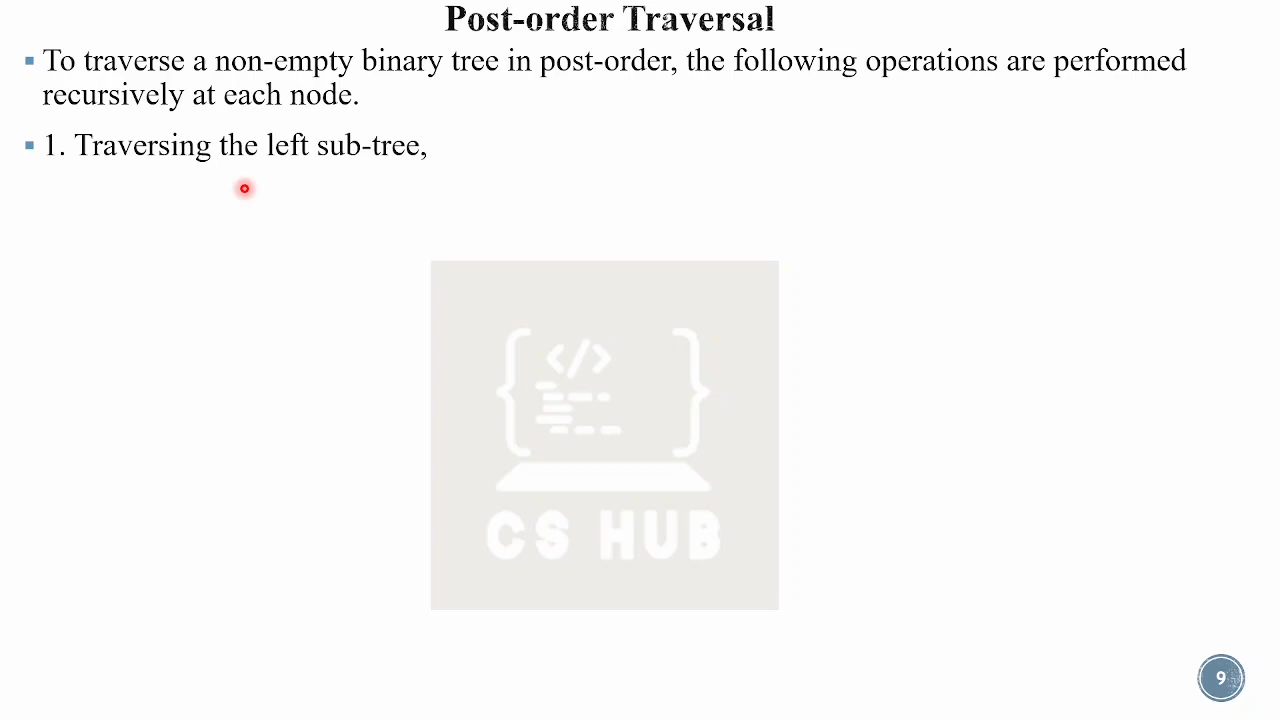 Post-order Traversal
To traverse a non-empty binary tree in post-order, the following operations are performed
recursively at each node.
1. Traversing the left sub-tree,
</>
CS HUB
9